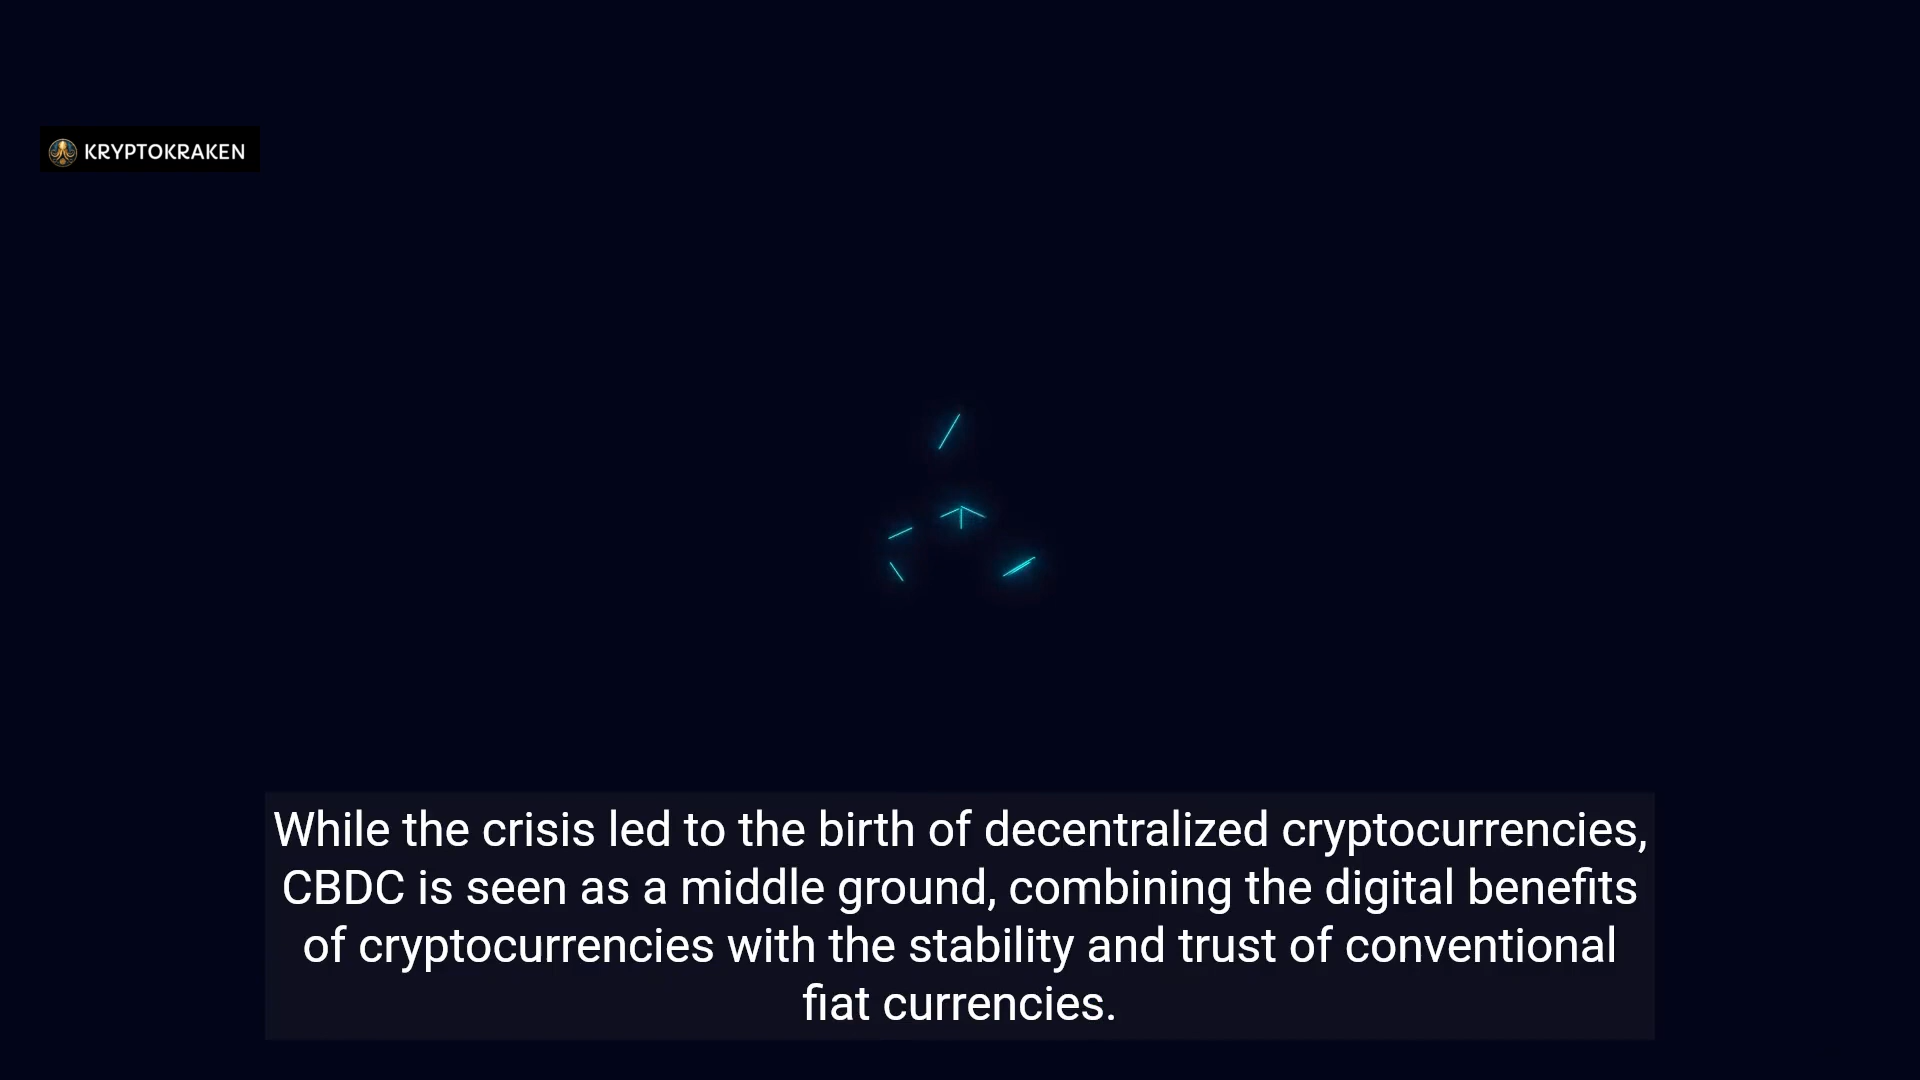 KRYPTOKRAKEN
While the crisis led to the birth of decentralized cryptocurrencies,
CBDC is seen as a middle ground, combining the digital benefits
of cryptocurrencies with the stability and trust of conventional
fiat currencies.